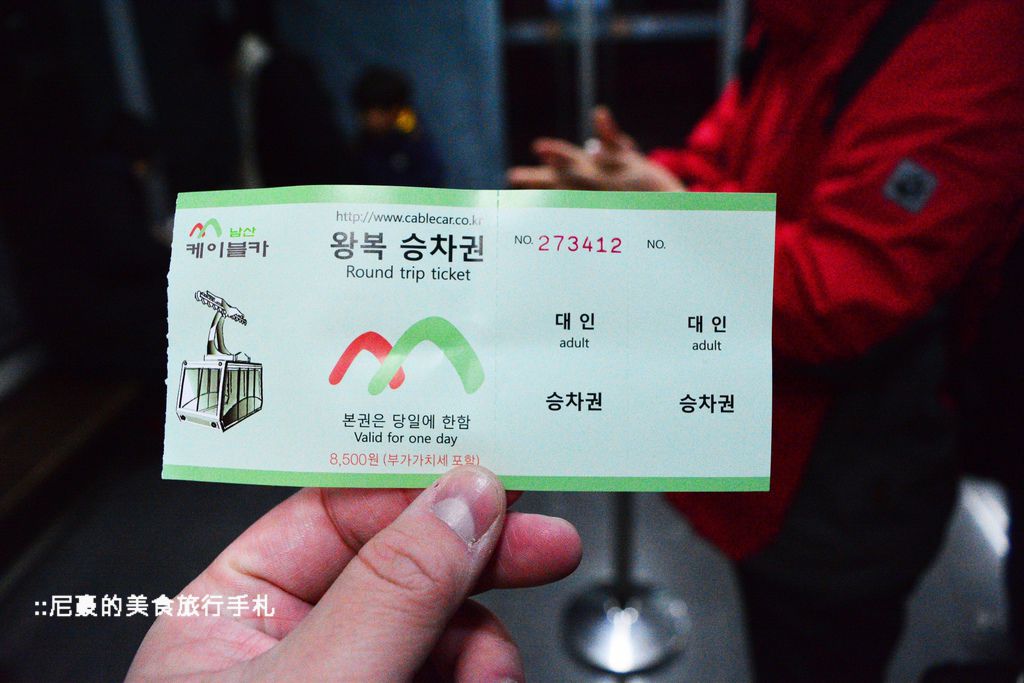 남산
케이블카
http://www.cablecar.co.kr
왕복 승차권
Round trip ticket
본권은 당일에 한함
Valid for one day
8,500원 (부가가치세 포함)
NO. 273412
NO.
대 인
adult
승차권
대 인
adult
승차권
::尼豪的美食旅行手札